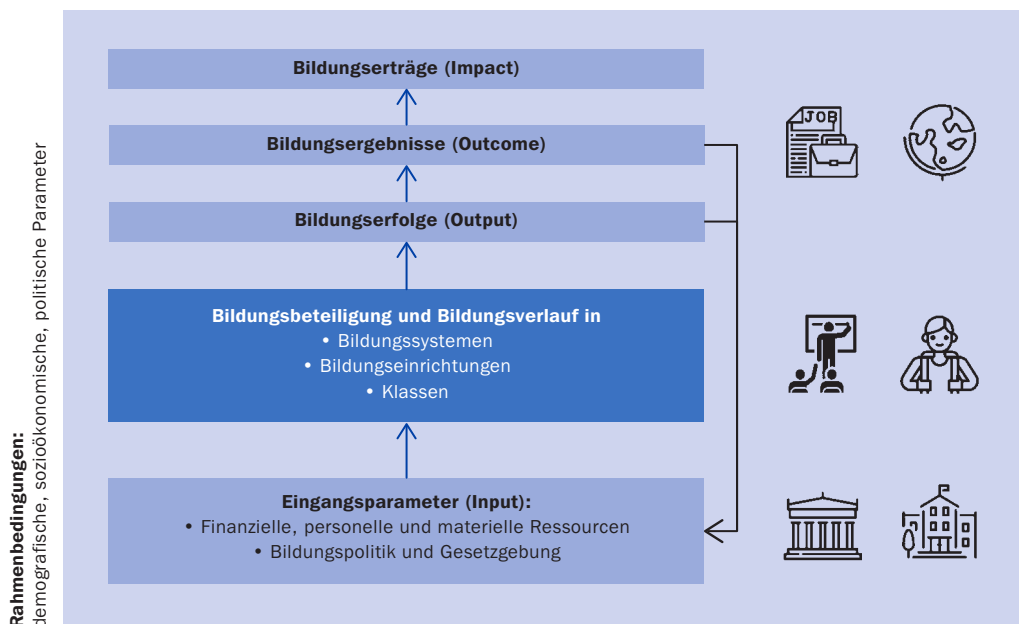 Rahmenbedingungen:
demografische, sozioökonomische, politische Parameter
Bildungserträge (Impact)
Bildungsergebnisse (Outcome)
Bildungserfolge (Output)
Bildungsbeteiligung und Bildungsverlauf in
• Bildungssystemen
• Bildungseinrichtungen
• Klassen
Eingangsparameter (Input):
• Finanzielle, personelle und materielle Ressourcen
• Bildungspolitik und Gesetzgebung
JOB